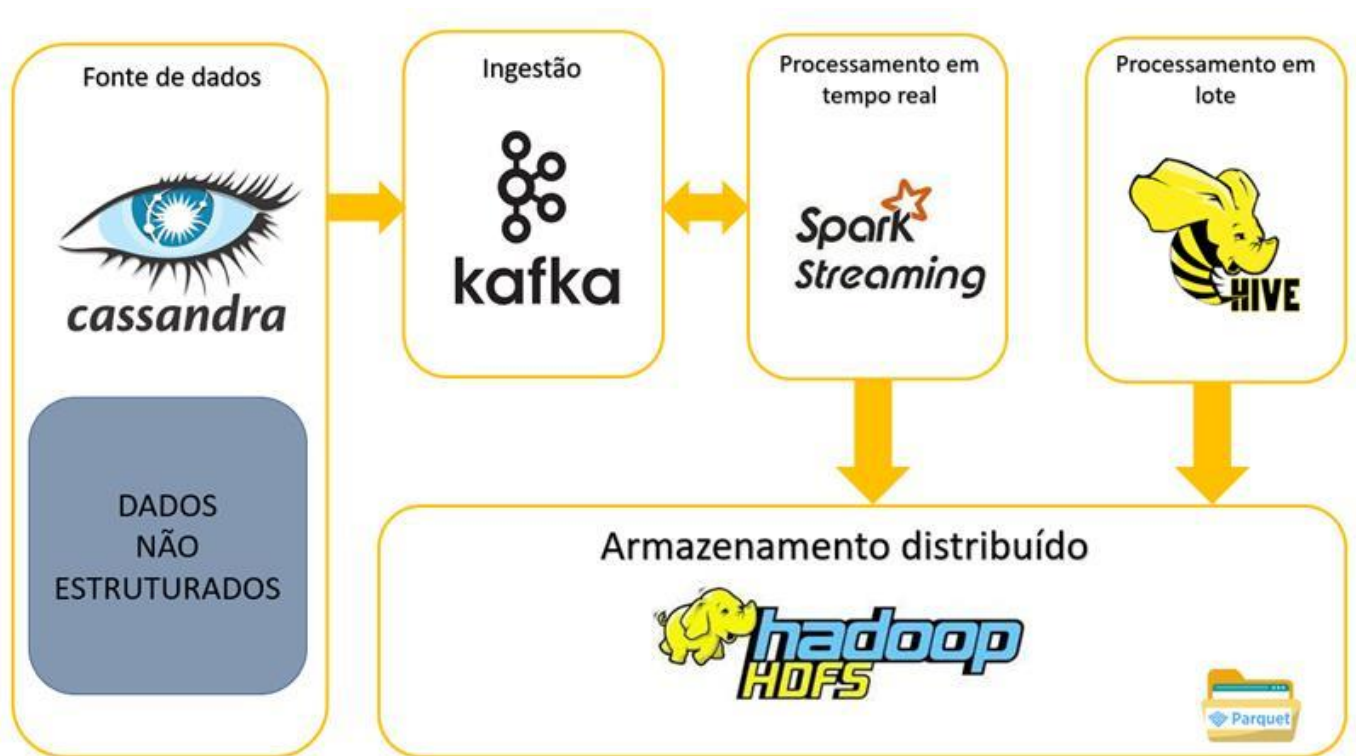 Fonte de dados
cassandra
DADOS
NÃO
ESTRUTURADOS
Ingestão
kafka
Processamento em
tempo real
Spark
Streaming
Processamento em
lote
HIVE
Armazenamento distribuído
hadoop
HDFS
Parquet